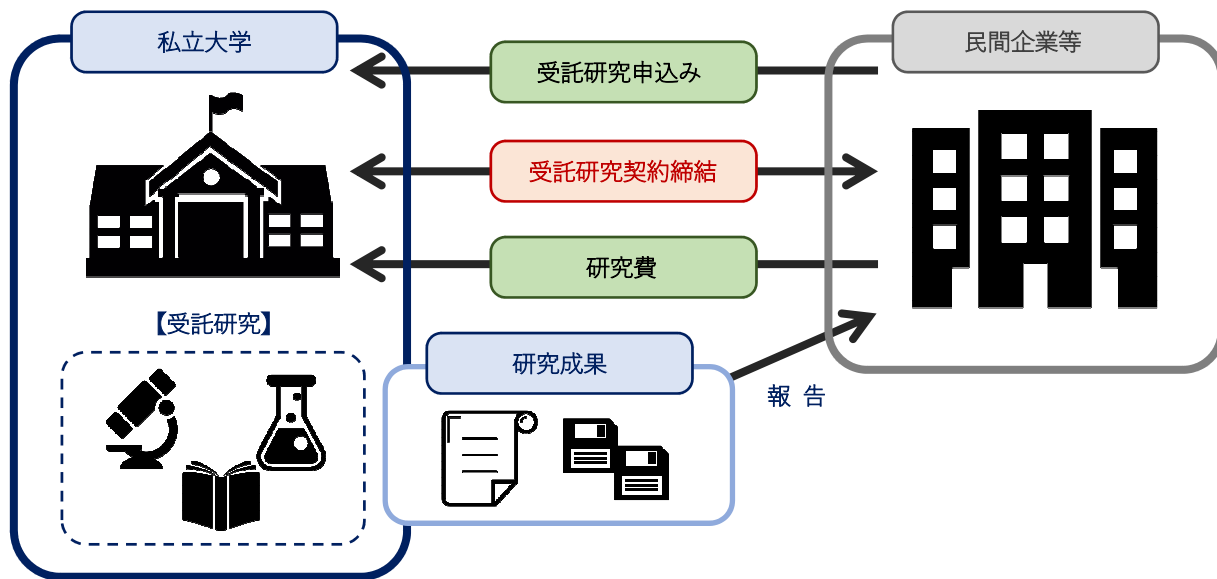 私立大学
民間企業等
受託研究申込み
受託研究契約締結
研究費
【受託研究】
研究成果
報 告